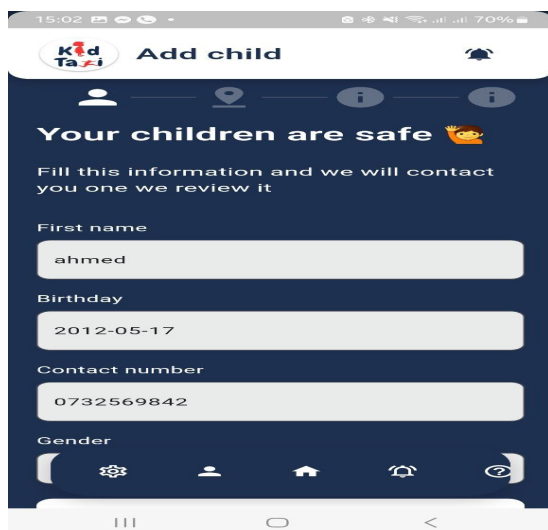 15:02
70%
Kid
Taxi
Add child
Your children are safe 🙋
Fill this information and we will contact
you one we review it
First name
ahmed
Birthday
2012-05-17
Contact number
0732569842
Gender